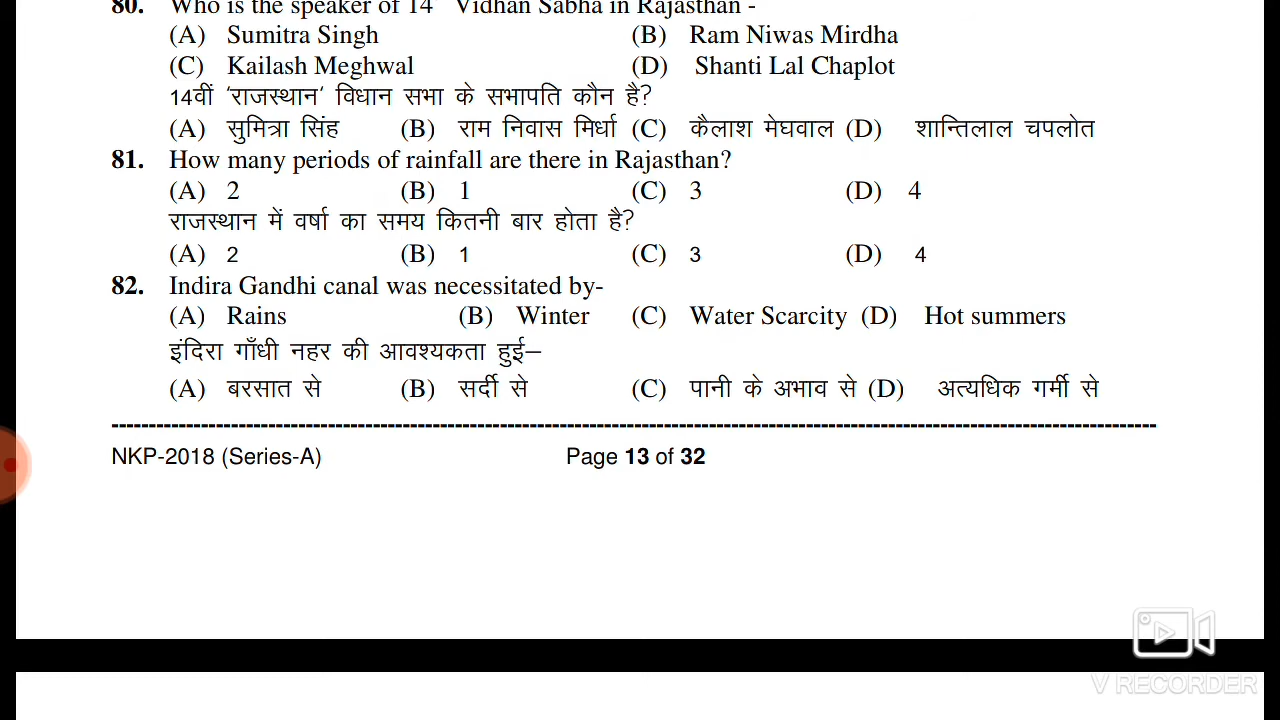 80. Who is the speaker of 14 Vidhan Sabha in Rajasthan -
(A) Sumitra Singh (B) Ram Niwas Mirdha
(C) Kailash Meghwal (D) Shanti Lal Chaplot
14वीं ‘राजस्थान’ विधान सभा के सभापति कौन है?
(A) सुमित्रा सिंह (B) राम निवास मिर्धा (C) कैलाश मेघवाल (D) शान्तिलाल चपलोत
81. How many periods of rainfall are there in Rajasthan?
(A) 2 (B) 1 (C) 3 (D) 4
राजस्थान में वर्षा का समय कितनी बार होता है?
(A) 2 (B) 1 (C) 3 (D) 4
82. Indira Gandhi canal was necessitated by-
(A) Rains (B) Winter (C) Water Scarcity (D) Hot summers
इंदिरा गाँधी नहर की आवश्यकता हुई–
(A) बरसात से (B) सर्दी से (C) पानी के अभाव से (D) अत्यधिक गर्मी से
NKP-2018 (Series-A) Page 13 of 32
V RECORDER